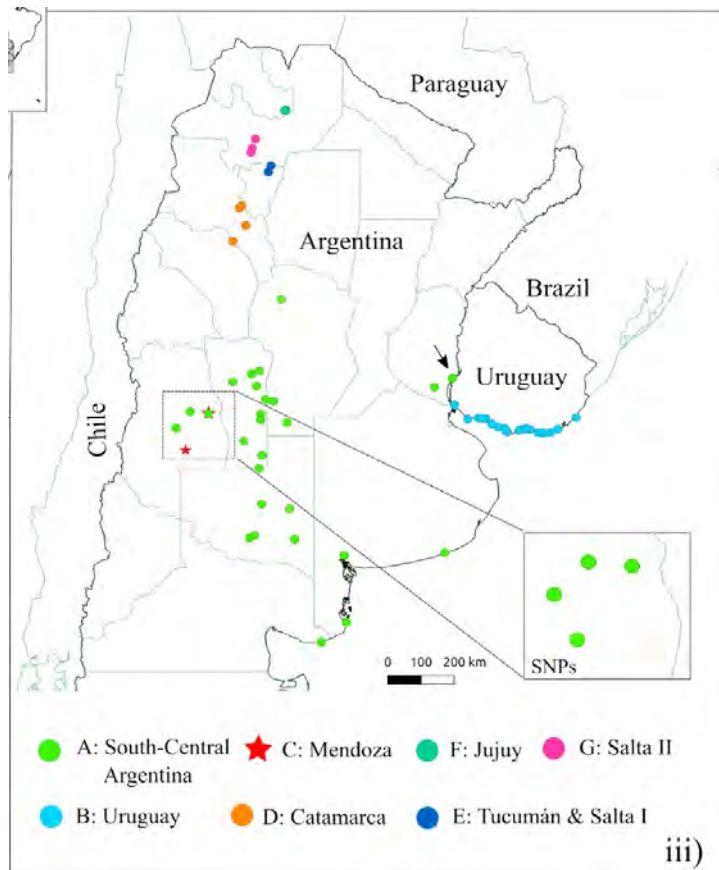 Paraguay
Argentina
Brazil
Uruguay
Chile
0 100 200 km
SNPs
A: South-Central
Argentina
C: Mendoza
F: Jujuy
G: Salta II
B: Uruguay
D: Catamarca
E: Tucumán & Salta I
iii)